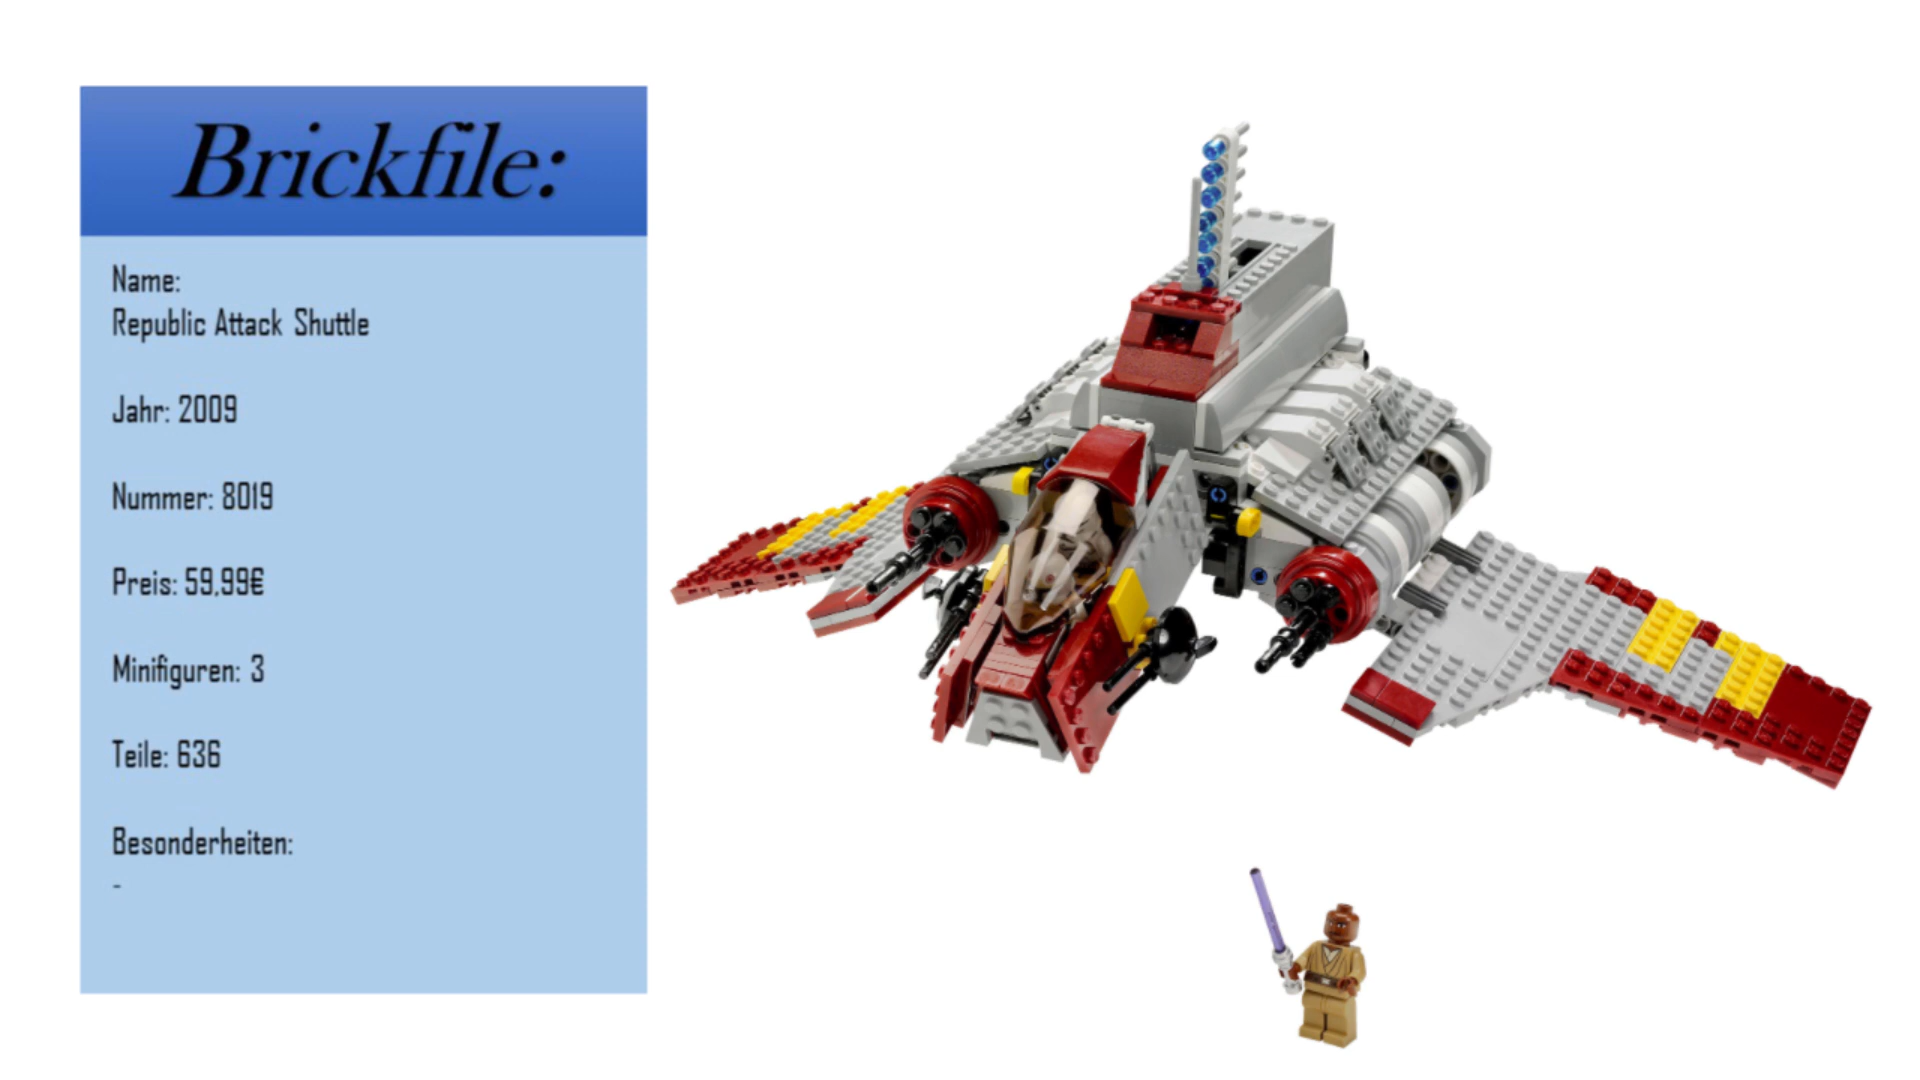 Brickfile:
Name:
Republic Attack Shuttle
Jahr: 2009
Nummer: 8019
Preis: 59,99€
Minifiguren: 3
Teile: 636
Besonderheiten:
-